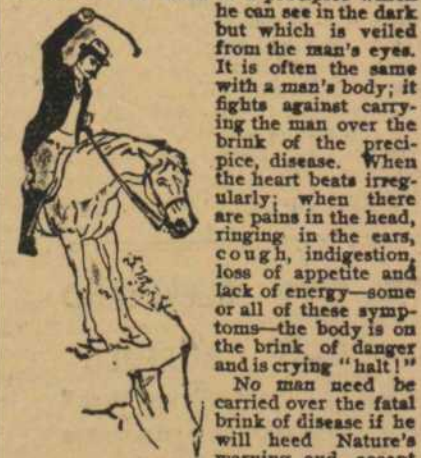 he can see in the dark
but which is veiled
from the man's eyes.
It is often the same
with a man's body; it
fights against carry-
ing the man over the
brink of the preci-
pice, disease. When
the heart beats irreg-
ularly; when there
are pains in the head,
ringing in the ears,
cough, indigestion,
loss of appetite and
lack of energy—some
or all of these symp-
toms—the body is on
the brink of danger
and is crying "halt!"
No man need be
carried over the fatal
brink of disease if he
will heed Nature's
warning and accept